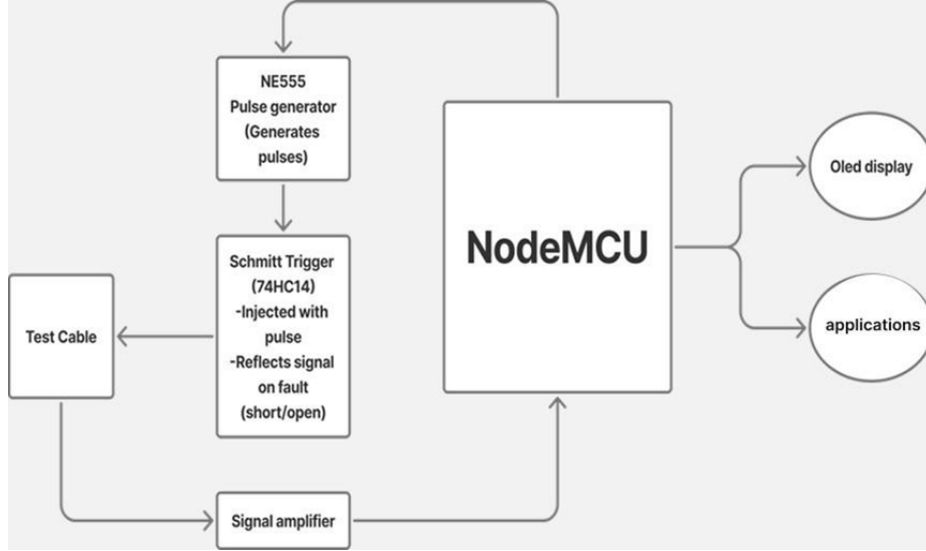 NE555
Pulse generator
(Generates
pulses)
Schmitt Trigger
(74HC14)
-Injected with
pulse
-Reflects signal
on fault
(short/open)
Test Cable
Signal amplifier
NodeMCU
Oled display
applications